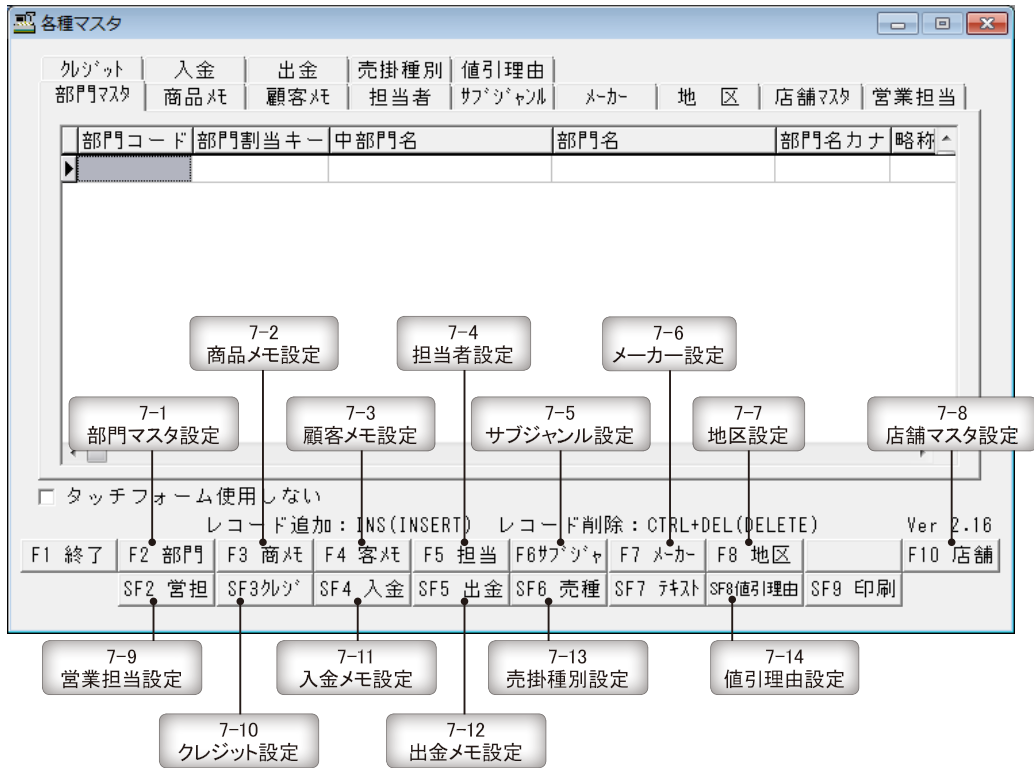 各種マスタ
ｸﾚｼﾞｯﾄ 入金 出金 売掛種別 値引理由
部門ﾏｽﾀ 商品ﾒﾓ 顧客ﾒﾓ 担当者 ｻﾌﾞｼﾞｬﾝﾙ ﾒｰｶｰ 地 区 店舗ﾏｽﾀ 営業担当
部門コード 部門割当キー 中部門名 部門名 部門名カナ 略称
7-2
商品メモ設定
7-4
担当者設定
7-6
メーカー設定
7-1
部門マスタ設定
7-3
顧客メモ設定
7-5
サブジャンル設定
7-7
地区設定
7-8
店舗マスタ設定
タッチフォーム使用しない
レコード追加：INS(INSERT) レコード削除：CTRL+DEL(DELETE) Ver 2.16
F1 終了 F2 部門 F3 商ﾒﾓ F4 客ﾒﾓ F5 担当 F6ｻﾌﾞｼﾞｬ F7 ﾒｰｶｰ F8 地区 F10 店舗
SF2 営担 SF3ｸﾚｼﾞ SF4 入金 SF5 出金 SF6 売種 SF7 ﾃｷｽﾄ SF8値引理由 SF9 印刷
7-9
営業担当設定
7-11
入金メモ設定
7-13
売掛種別設定
7-14
値引理由設定
7-10
クレジット設定
7-12
出金メモ設定